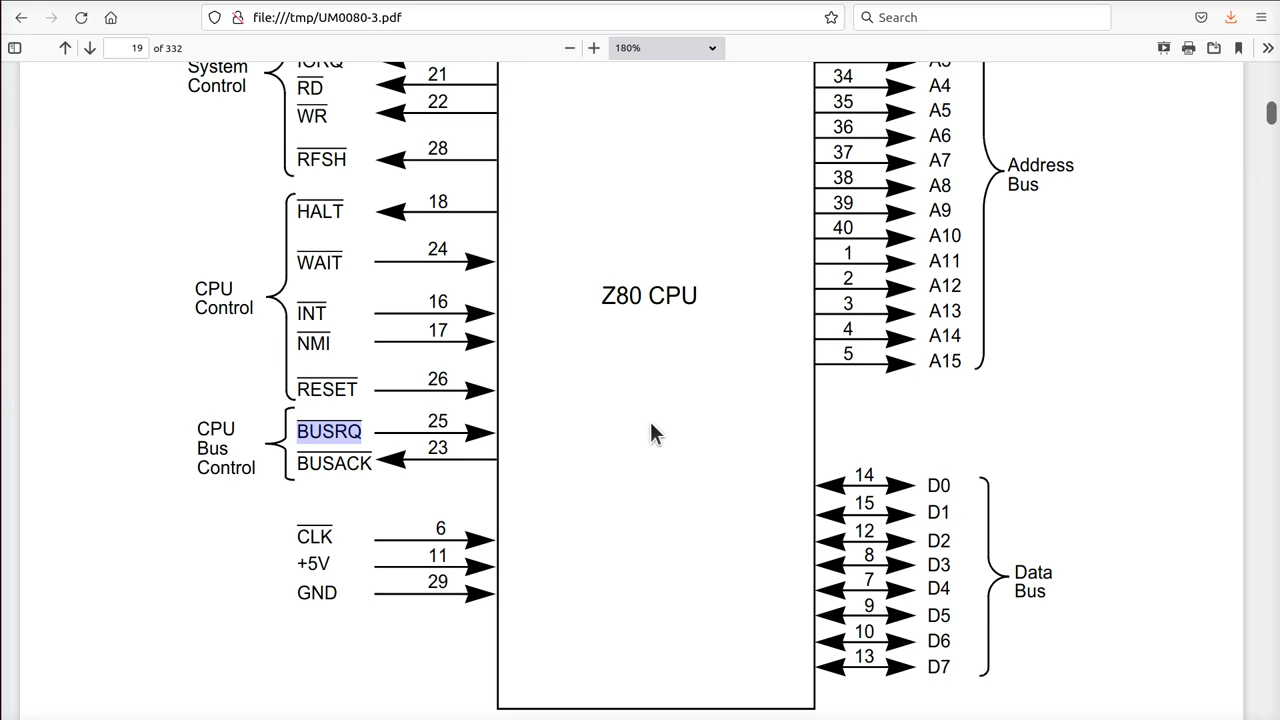 file:///tmp/UM0080-3.pdf
Search
19 of 332
180%
System
Control
IORQ
RD
21
WR
22
RFSH
28
HALT
18
WAIT
24
CPU
Control
INT
16
NMI
17
RESET
26
CPU
Bus
Control
BUSRQ
25
BUSACK
23
CLK
6
+5V
11
GND
29
Z80 CPU
A3
34
A4
35
A5
36
A6
37
A7
38
A8
39
A9
40
A10
1
A11
2
A12
3
A13
4
A14
5
A15
Address
Bus
14
D0
15
D1
12
D2
8
D3
7
D4
9
D5
10
D6
13
D7
Data
Bus